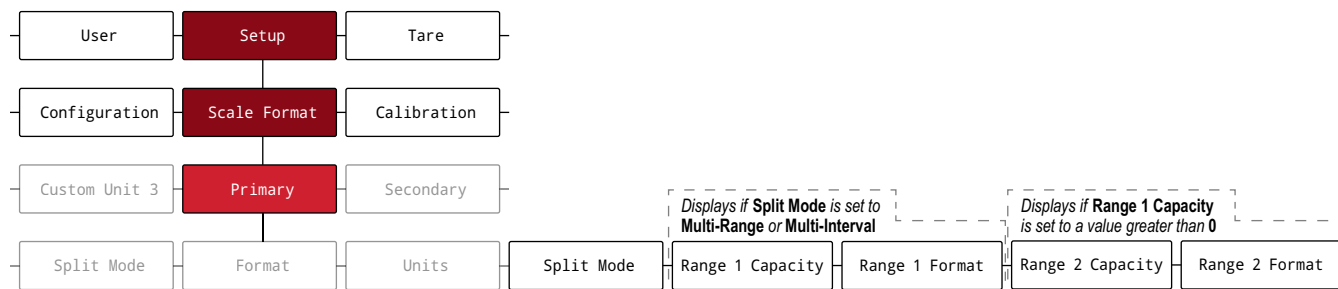 User
Setup
Tare
Configuration
Scale Format
Calibration
Custom Unit 3
Primary
Secondary
Displays if Split Mode is set to
Multi-Range or Multi-Interval
Displays if Range 1 Capacity
is set to a value greater than 0
Split Mode
Format
Units
Split Mode
Range 1 Capacity
Range 1 Format
Range 2 Capacity
Range 2 Format